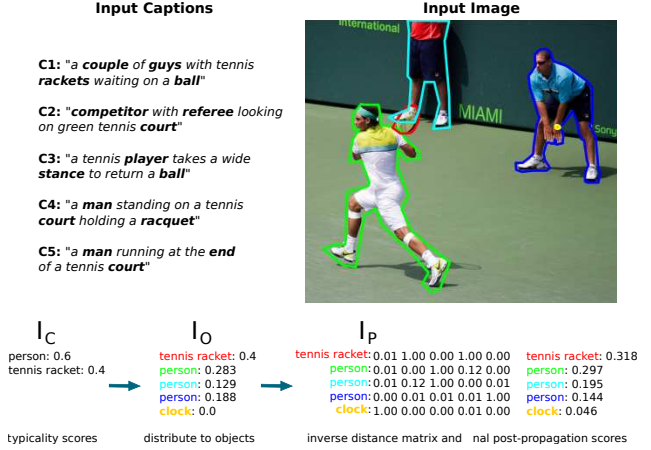 Input Captions
Input Image
C1: "a couple of guys with tennis
rackets waiting on a ball"
C2: "competitor with referee looking
on green tennis court"
C3: "a tennis player takes a wide
stance to return a ball"
C4: "a man standing on a tennis
court holding a racquet"
C5: "a man running at the end
of a tennis court"
International
MIAMI
Sony
I_C
person: 0.6
tennis racket: 0.4
typicality scores
I_O
tennis racket: 0.4
person: 0.283
person: 0.129
person: 0.188
clock: 0.0
distribute to objects
I_P
tennis racket: 0.01 1.00 0.00 1.00 0.00
person: 0.01 0.00 1.00 0.12 0.00
person: 0.01 0.12 1.00 0.00 0.01
person: 0.00 0.01 0.01 0.01 1.00
clock: 1.00 0.00 0.00 0.01 0.00
inverse distance matrix and
tennis racket: 0.318
person: 0.297
person: 0.195
person: 0.144
clock: 0.046
nal post-propagation scores